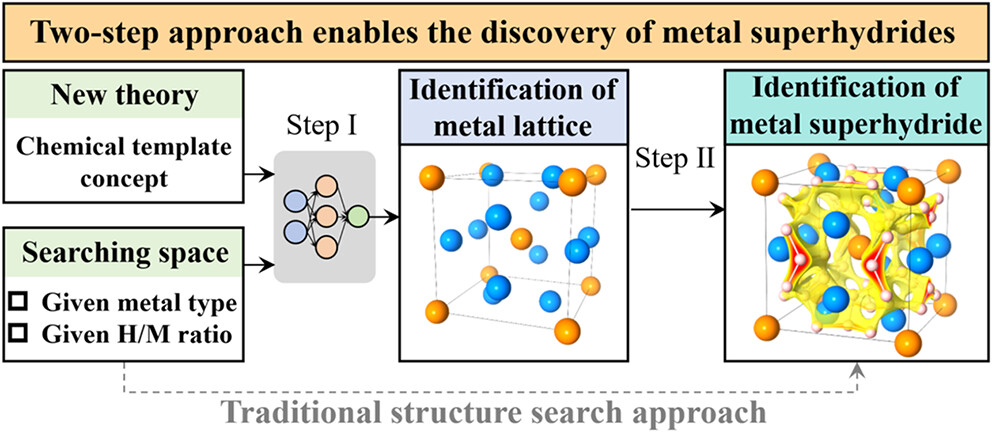 Two-step approach enables the discovery of metal superhydrides
New theory
Chemical template
concept
Searching space
Given metal type
Given H/M ratio
Step I
Identification of
metal lattice
Step II
Identification of
metal superhydride
Traditional structure search approach